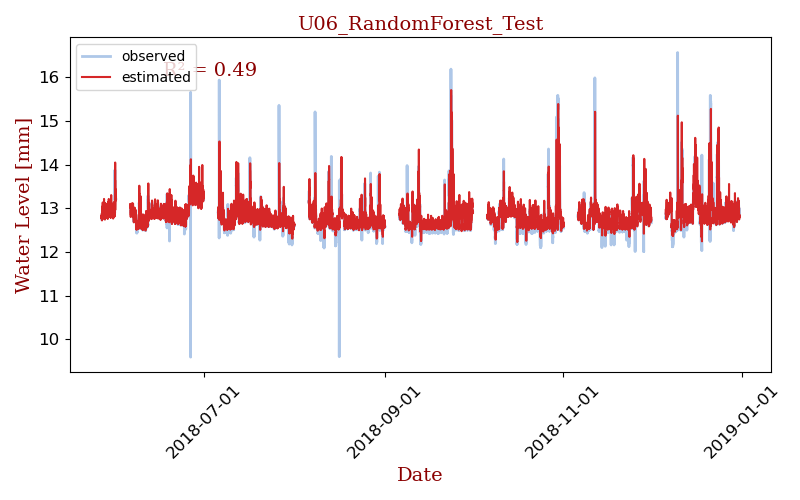 U06_RandomForest_Test
observed
R² = 0.49
estimated
Water Level [mm]
16
15
14
13
12
11
10
2018-07-01
2018-09-01
2018-11-01
2019-01-01
Date